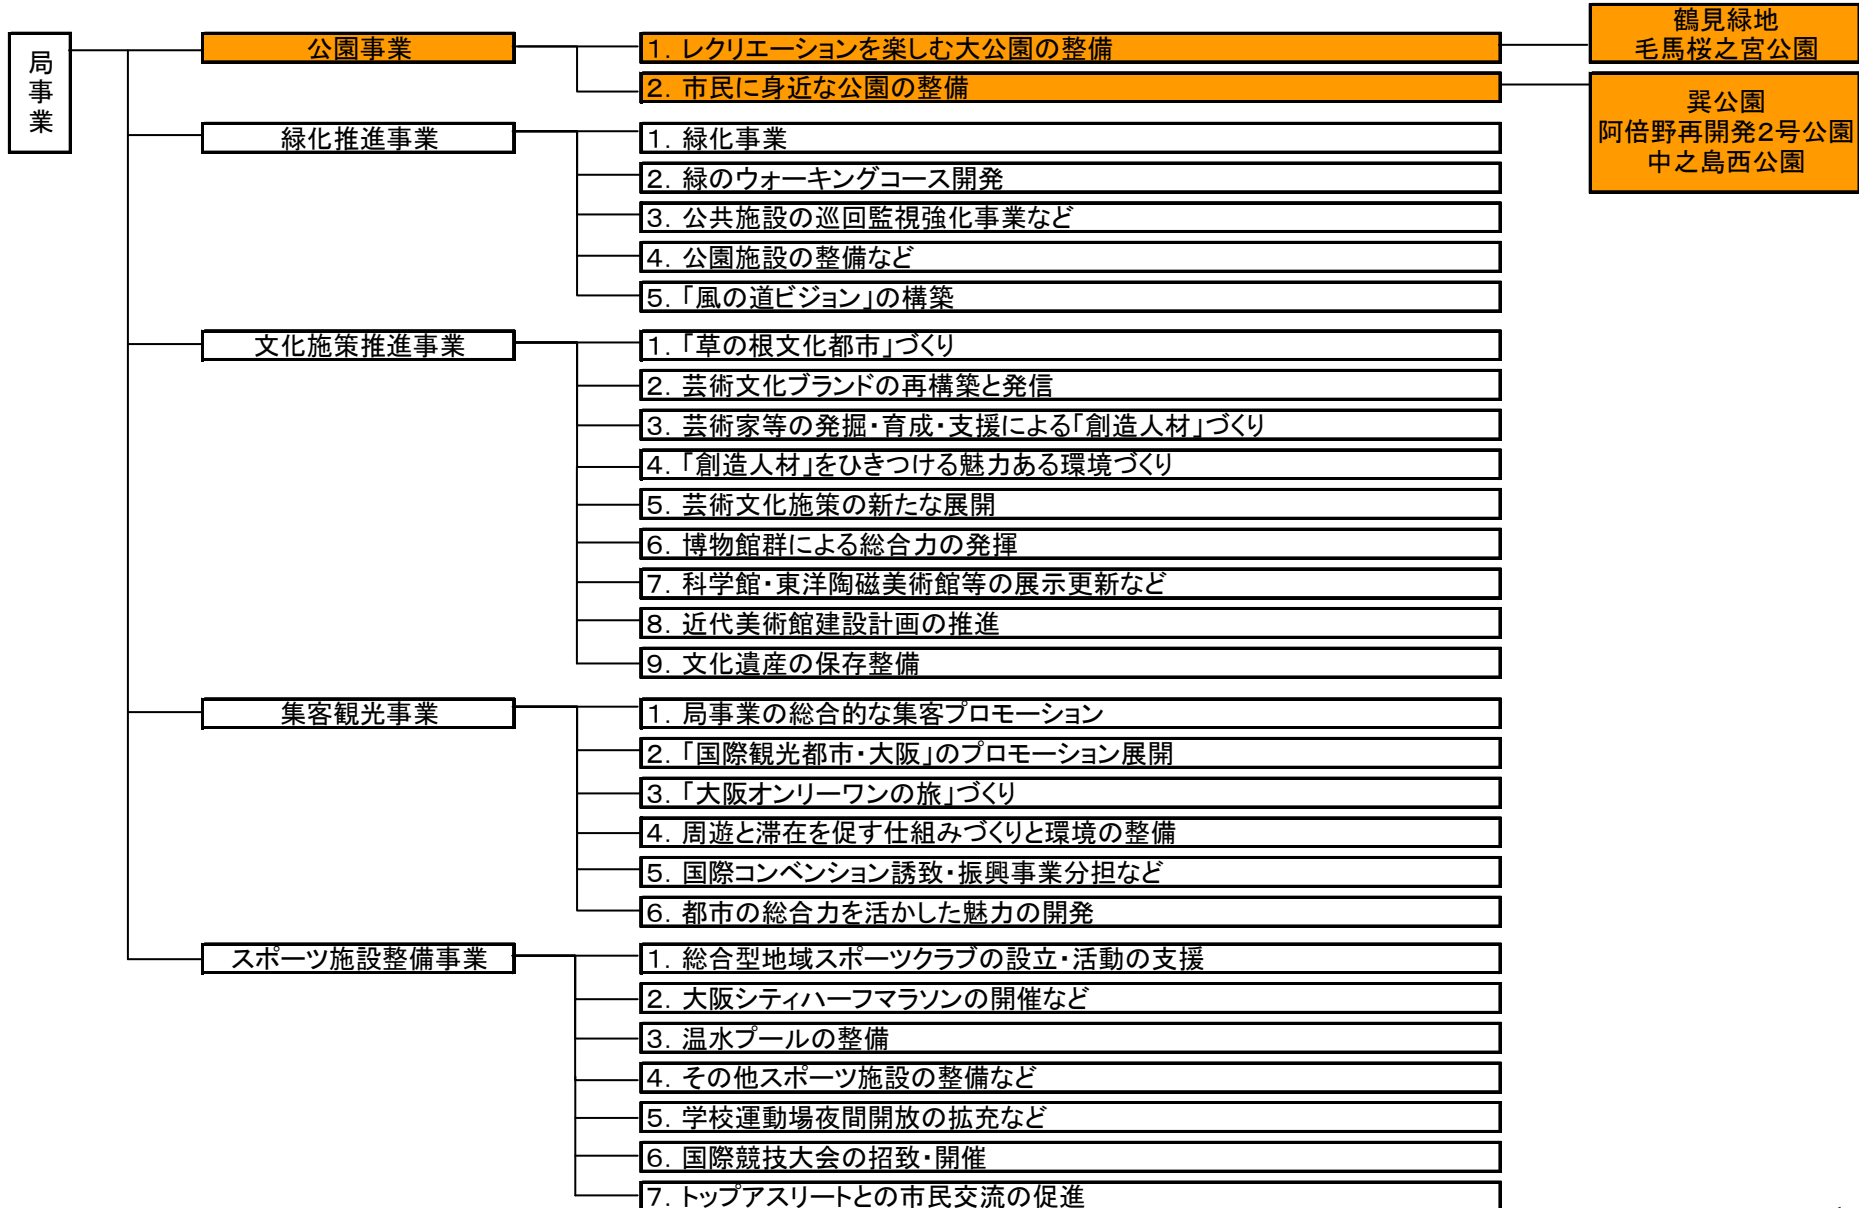 局事業
公園事業
1. レクリエーションを楽しむ大公園の整備
鶴見緑地
毛馬桜之宮公園
2. 市民に身近な公園の整備
巽公園
阿倍野再開発2号公園
中之島西公園
緑化推進事業
1. 緑化事業
2. 緑のウォーキングコース開発
3. 公共施設の巡回監視強化事業など
4. 公園施設の整備など
5. 「風の道ビジョン」の構築
文化施策推進事業
1. 「草の根文化都市」づくり
2. 芸術文化ブランドの再構築と発信
3. 芸術家等の発掘・育成・支援による「創造人材」づくり
4. 「創造人材」をひきつける魅力ある環境づくり
5. 芸術文化施策の新たな展開
6. 博物館群による総合力の発揮
7. 科学館・東洋陶磁美術館等の展示更新など
8. 近代美術館建設計画の推進
9. 文化遺産の保存整備
集客観光事業
1. 局事業の総合的な集客プロモーション
2. 「国際観光都市・大阪」のプロモーション展開
3. 「大阪オンリーワンの旅」づくり
4. 周遊と滞在を促す仕組みづくりと環境の整備
5. 国際コンベンション誘致・振興事業分担など
6. 都市の総合力を活かした魅力の開発
スポーツ施設整備事業
1. 総合型地域スポーツクラブの設立・活動の支援
2. 大阪シティハーフマラソンの開催など
3. 温水プールの整備
4. その他スポーツ施設の整備など
5. 学校運動場夜間開放の拡充など
6. 国際競技大会の招致・開催
7. トップアスリートとの市民交流の促進